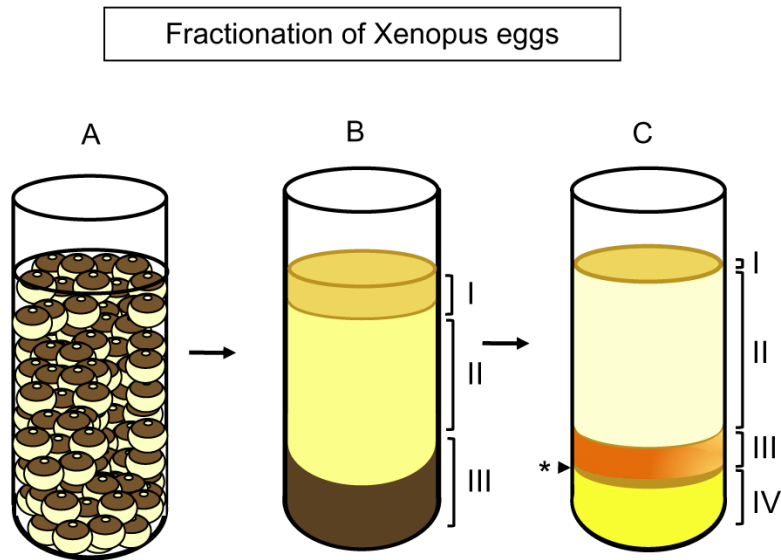 Fractionation of Xenopus eggs
A
B
C
I
II
III
I
II
III
*
IV